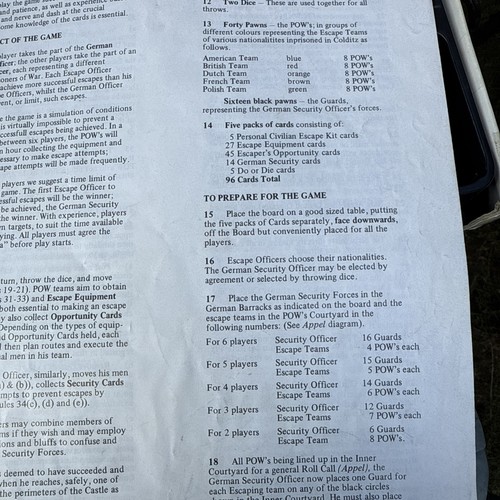 play the game such as
and patience, as well as experience
and nerve and dash at the crucial
some knowledge of the cards is essential.
CT OF THE GAME
player takes part of the German
ficer; the other players take the part of an
cer, each representing a different
oners of War. Each Escape Officer
achieve more successful escapes than his
e Officers, whilst the German Officer
vent, or limit, such escapes.
e the game is a simulation of conditions
is virtually impossible to prevent a
ccessfull escapes being achieved. In a
between six players, the POW's will
n hour collecting the equipment and
essary to make escape attempts;
ape attempts will be made frequently.
players we suggest a time limit of
game. The first Escape Officer to
essful escapes will be the winner;
be achieved, the German Security
the winner. With experience, players
n targets, to suit the time available
ying. All players must agree the
a" before play starts.
turn, throw the dice, and move
s 19-21). POW teams aim to obtain
s 31-33) and Escape Equipment
both essential to making an escape
y also collect Opportunity Cards
Depending on the types of equip-
d Opportunity Cards held, each
l then plan routes and execute the
al men in his team.
Officer, similarly, moves his men
) & (b)), collects Security Cards
mpts to prevent escapes by
ules 34(c), (d) and (e)).
ers may combine members of
ms if they wish and may employ
ons and bluffs to confuse and
Security Forces.
s deemed to have succeeded and
when he reaches, safely, one of
the perimeters of the Castle as
12 Two Dice — These are used together for all
throws.
13 Forty Pawns — the POW's; in groups of
different colours representing the Escape Teams
of various nationalitites inprisoned in Colditz as
follows.
American Team blue 8 POW's
British Team red 8 POW's
Dutch Team orange 8 POW's
French Team brown 8 POW's
Polish Team green 8 POW's
Sixteen black pawns — the Guards,
representing the German Security Officer's forces.
14 Five packs of cards consisting of:
5 Personal Civilian Escape Kit cards
27 Escape Equipment cards
45 Escaper's Opportunity cards
14 German Security cards
5 Do or Die cards
96 Cards Total
TO PREPARE FOR THE GAME
15 Place the board on a good sized table, putting
the five packs of Cards separately, face downwards,
off the Board but conveniently placed for all the
players.
16 Escape Officers choose their nationalities.
The German Security Officer may be elected by
agreement or selected by throwing dice.
17 Place the German Security Forces in the
German Barracks as indicated on the board and the
escape teams in the POW's Courtyard in the
following numbers: (See Appel diagram).
For 6 players Security Officer 16 Guards
Escape Teams 4 POW's each
For 5 players Security Officer 15 Guards
Escape Teams 5 POW's each
For 4 players Security Officer 14 Guards
Escape Teams 6 POW's each
For 3 players Security Officer 12 Guards
Escape Teams 7 POW's each
For 2 players Security Officer 6 Guards
Escape Team 8 POW's.
18 All POW's being lined up in the Inner
Courtyard for a general Roll Call (Appel), the
German Security Officer now places one Guard for
each Escaping team on any of the black circles
shown in the Inner Courtyard. He must also place